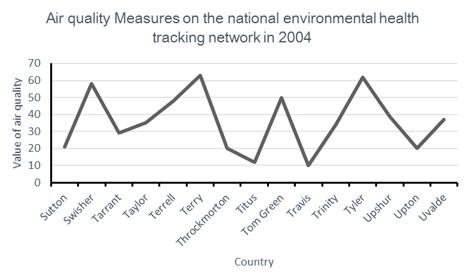 Air quality Measures on the national environmental health
tracking network in 2004
Value of air quality
70
60
50
40
30
20
10
0
Sutton
Swisher
Tarrant
Taylor
Terrell
Terry
Throckmorton
Titus
Tom Green
Travis
Trinity
Tyler
Upshur
Upton
Uvalde
Country